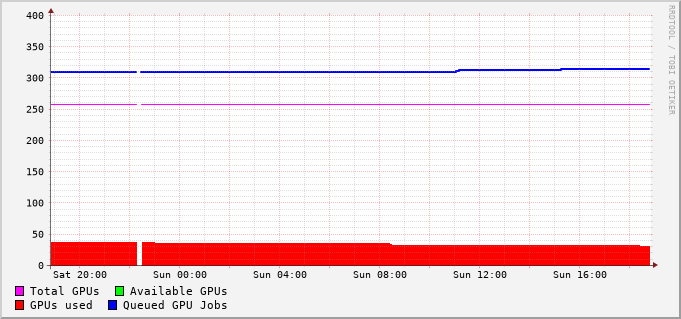 400
350
300
250
200
150
100
50
0
Sat 20:00 Sun 00:00 Sun 04:00 Sun 08:00 Sun 12:00 Sun 16:00
Total GPUs Available GPUs
GPUs used Queued GPU Jobs
RRDTOOL / TOBI OETIKER